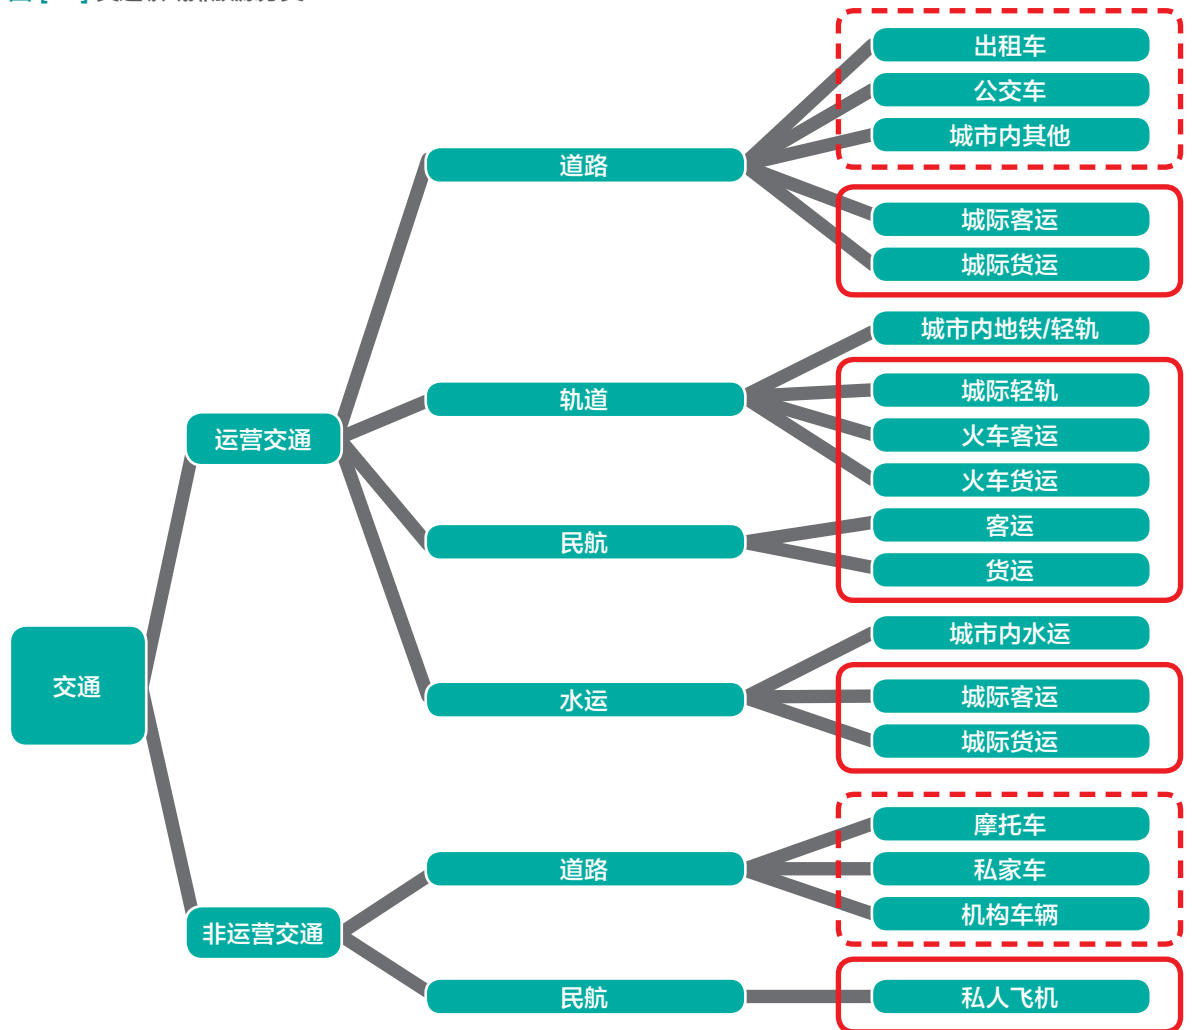 交通
运营交通
道路
出租车
公交车
城市内其他
城际客运
城际货运
轨道
城市内地铁/轻轨
城际轻轨
火车客运
火车货运
民航
客运
货运
水运
城市内水运
城际客运
城际货运
非运营交通
道路
摩托车
私家车
机构车辆
民航
私人飞机